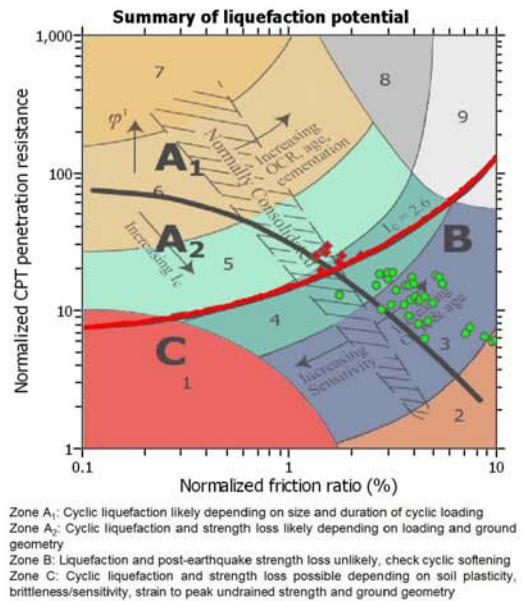 Summary of liquefaction potential
Normalized CPT penetration resistance
1,000
100
10
1
7
8
9
φ'
A1
Increasing
OCR, age,
cementation
Normally Consolidated
6
A2
Increasing Ic
5
Ic = 2.6
B
4
C
1
Increasing
Sensitivity
3
2
0.1
1
10
Normalized friction ratio (%)
Zone A1: Cyclic liquefaction likely depending on size and duration of cyclic loading
Zone A2: Cyclic liquefaction and strength loss likely depending on loading and ground
geometry
Zone B: Liquefaction and post-earthquake strength loss unlikely, check cyclic softening
Zone C: Cyclic liquefaction and strength loss possible depending on soil plasticity,
brittleness/sensitivity, strain to peak undrained strength and ground geometry